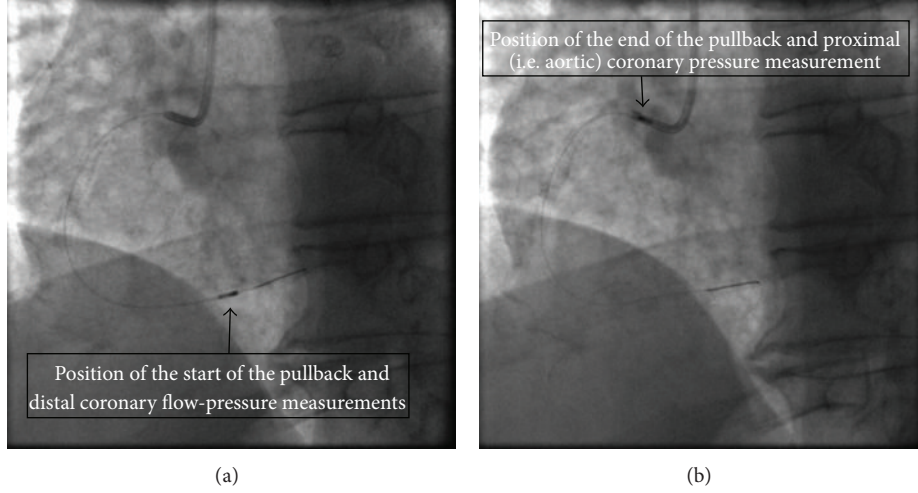 Position of the start of the pullback and
distal coronary flow-pressure measurements
(a)
Position of the end of the pullback and proximal
(i.e. aortic) coronary pressure measurement
(b)